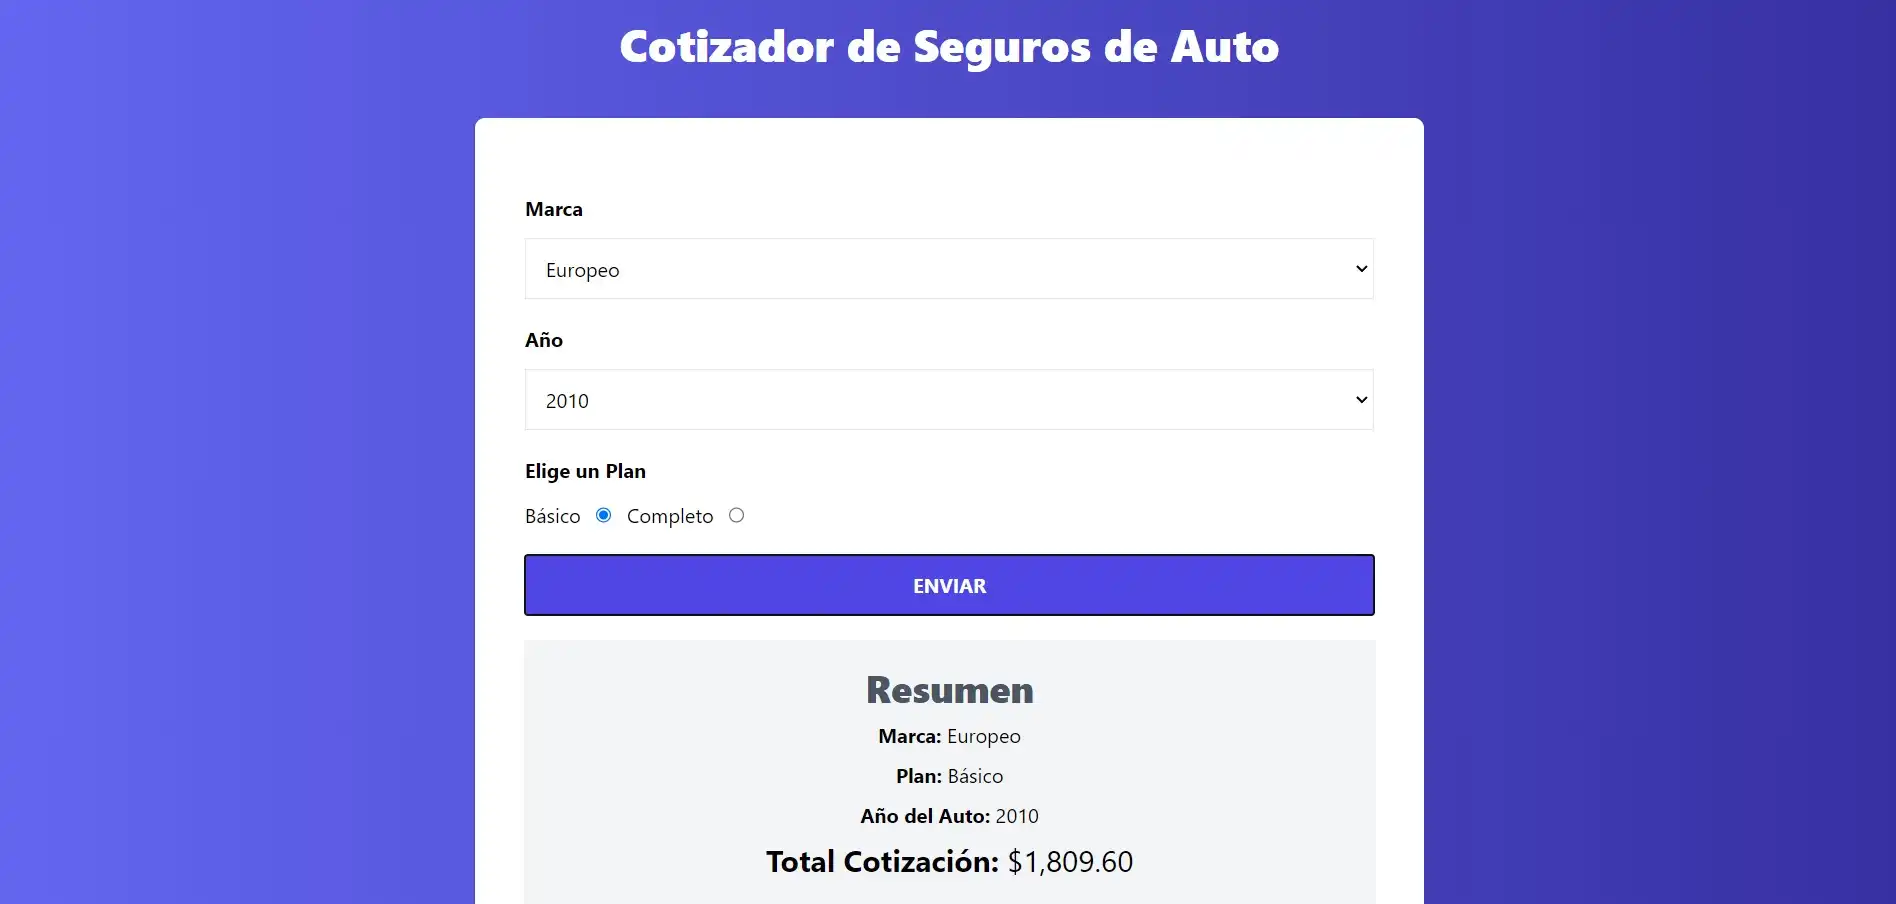 Cotizador de Seguros de Auto
Marca
Europeo
Año
2010
Elige un Plan
Básico Completo
ENVIAR
Resumen
Marca: Europeo
Plan: Básico
Año del Auto: 2010
Total Cotización: $1,809.60